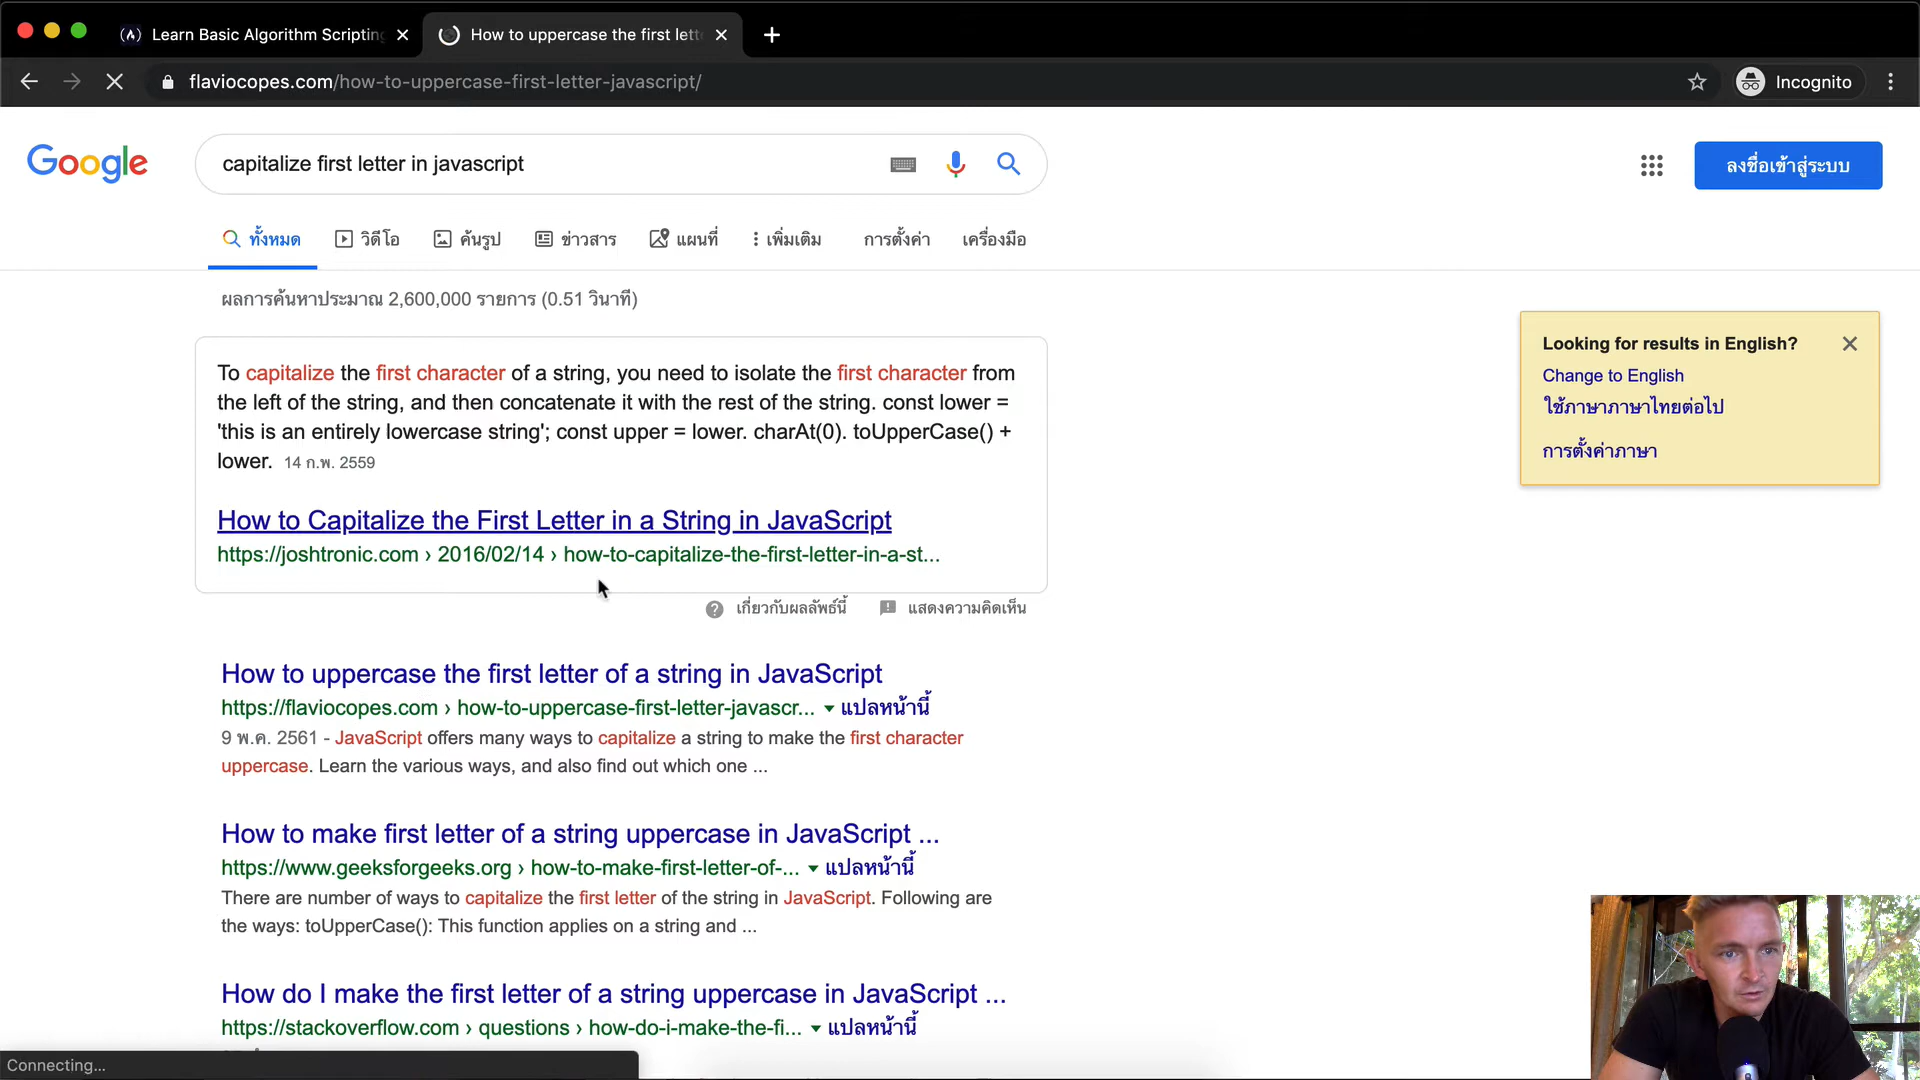 Learn Basic Algorithm Scripting
How to uppercase the first lett
flaviocopes.com/how-to-uppercase-first-letter-javascript/
Incognito
Google
capitalize first letter in javascript
ลงชื่อเข้าสู่ระบบ
ทั้งหมด วิดีโอ ค้นรูป ข่าวสาร แผนที่ เพิ่มเติม การตั้งค่า เครื่องมือ
ผลการค้นหาประมาณ 2,600,000 รายการ (0.51 วินาที)
To capitalize the first character of a string, you need to isolate the first character from
the left of the string, and then concatenate it with the rest of the string. const lower =
'this is an entirely lowercase string'; const upper = lower. charAt(0). toUpperCase() +
lower. 14 ก.พ. 2559
How to Capitalize the First Letter in a String in JavaScript
https://joshtronic.com › 2016/02/14 › how-to-capitalize-the-first-letter-in-a-st...
เกี่ยวกับผลลัพธ์นี้ แสดงความคิดเห็น
How to uppercase the first letter of a string in JavaScript
https://flaviocopes.com › how-to-uppercase-first-letter-javascr... แปลหน้านี้
9 พ.ค. 2561 - JavaScript offers many ways to capitalize a string to make the first character
uppercase. Learn the various ways, and also find out which one ...
How to make first letter of a string uppercase in JavaScript ...
https://www.geeksforgeeks.org › how-to-make-first-letter-of-... แปลหน้านี้
There are number of ways to capitalize the first letter of the string in JavaScript. Following are
the ways: toUpperCase(): This function applies on a string and ...
How do I make the first letter of a string uppercase in JavaScript ...
https://stackoverflow.com › questions › how-do-i-make-the-fi... แปลหน้านี้
Looking for results in English?
Change to English
ใช้ภาษาภาษาไทยต่อไป
การตั้งค่าภาษา
Connecting...